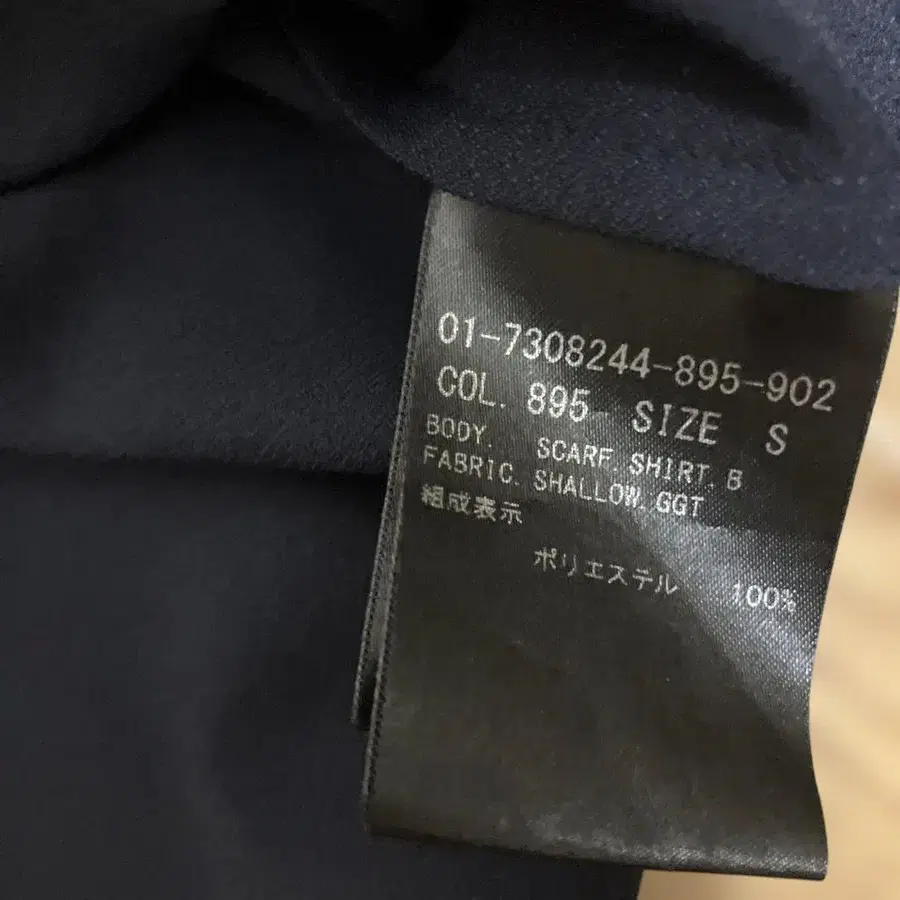 01-7308244-895-902
COL. 895 SIZE S
BODY. SCARF.SHIRT.B
FABRIC.SHALLOW.GGT
組成表示
ポリエステル 100%